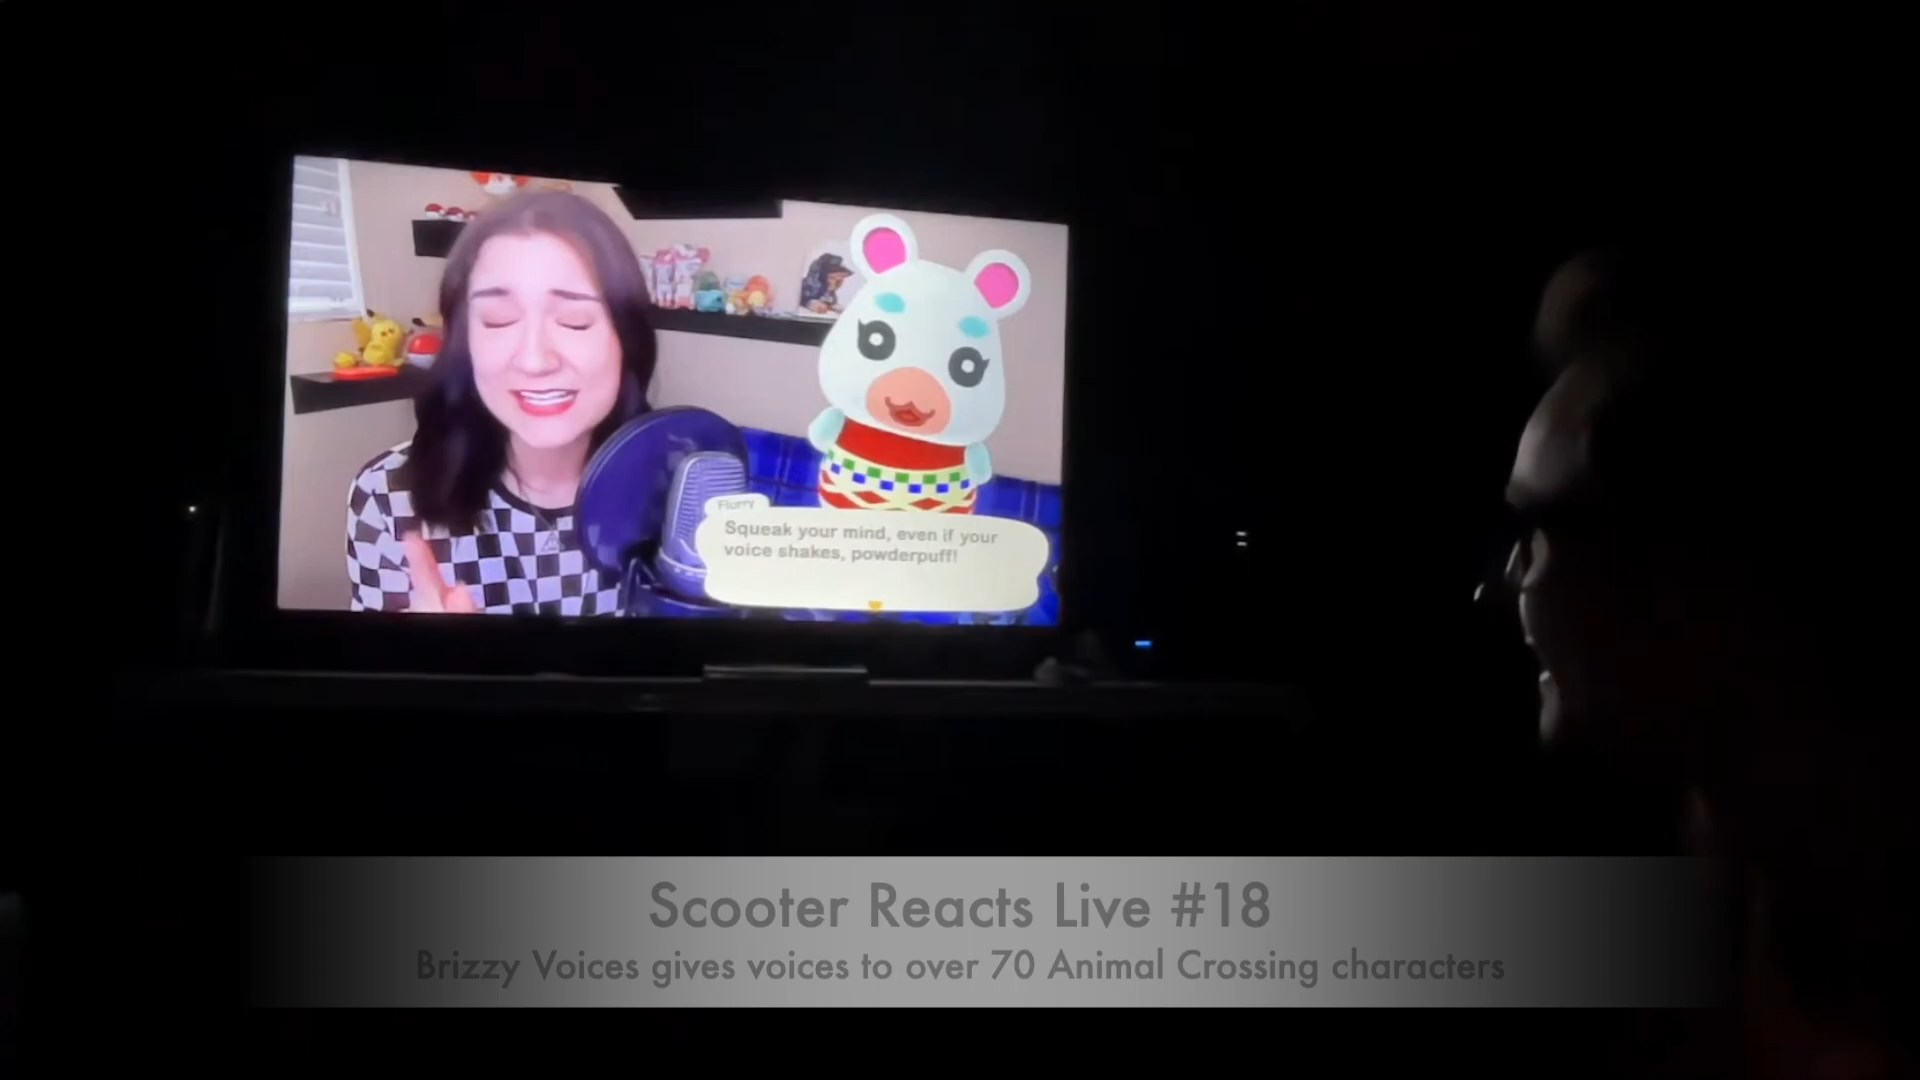 Flurry
Squeak your mind, even if your
voice shakes, powderpuff!
Scooter Reacts Live #18
Brizzy Voices gives voices to over 70 Animal Crossing characters